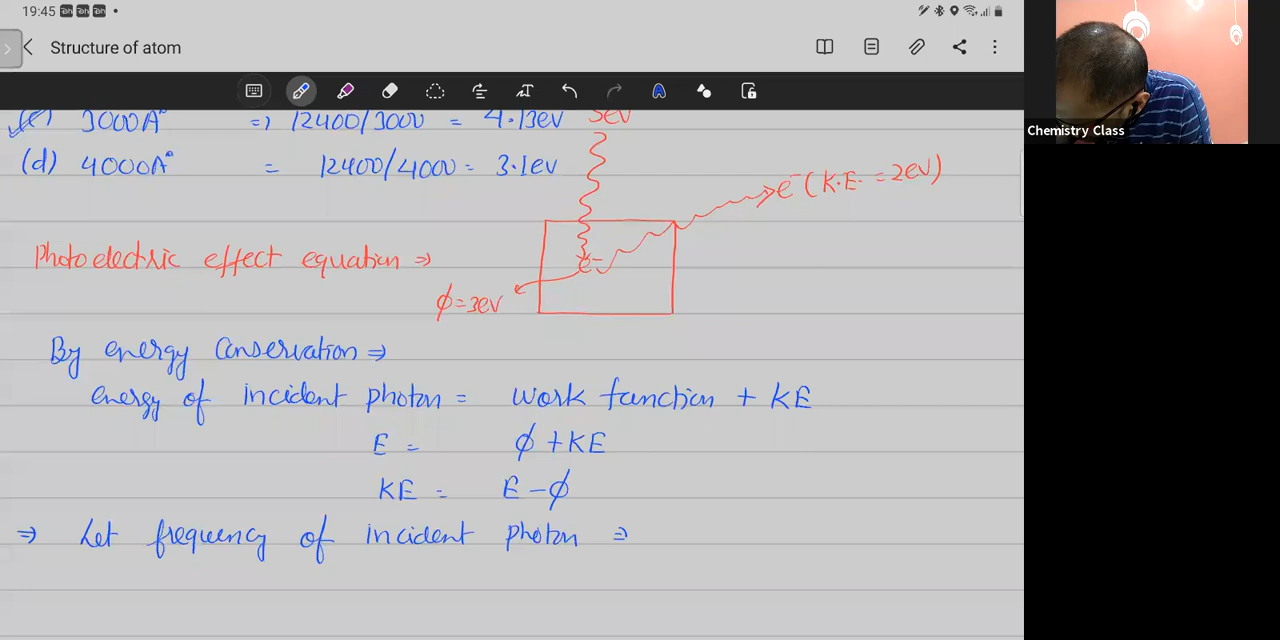 19:45
Structure of atom
Chemistry Class
3000A° => 12400/3000 = 4.13ev
5ev
(d) 4000A° = 12400/4000 = 3.1ev
e⁻ (K.E. = 2ev)
Photoelectric effect equation =>
e⁻
ϕ = 3ev
By energy Conservation =>
energy of incident photon = work function + KE
E = ϕ + KE
KE = E - ϕ
=> Let frequency of incident photon =>